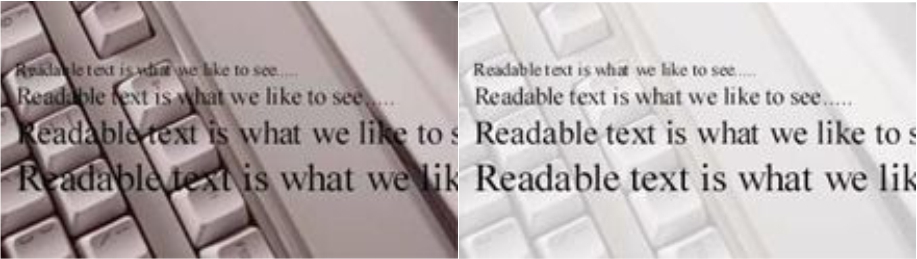 Readable text is what we like to see.....
Readable text is what we like to see.....
Readable text is what we like to s
Readable text is what we lik
Readable text is what we like to see.....
Readable text is what we like to see.....
Readable text is what we like to s
Readable text is what we lik